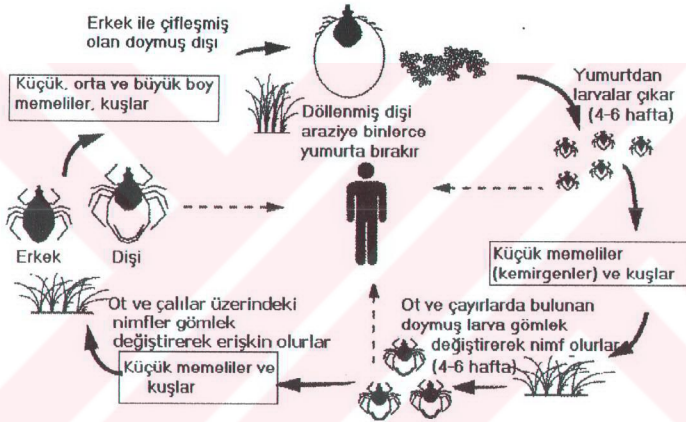 Erkek ile çiflеşmiş
olan doymuş dışı
Küçük, orta ve büyük boy
memeliler, kuşlar
Döllenmiş dişi
araziye binlerce
yumurta bırakır
Yumurtdan
larvalar çıkar
(4-6 hafta)
Erkek Dişi
Küçük memeliler
(kemirgenler) ve kuşlar
Ot ve çayırlarda bulunan
doymuş larva gömlek
değiştirerek nimf olurlar
(4-6 hafta)
Ot ve çalılar üzerindeki
nimfler gömlek
değiştirerek erişkin olurlar
Küçük memeliler ve
kuşlar